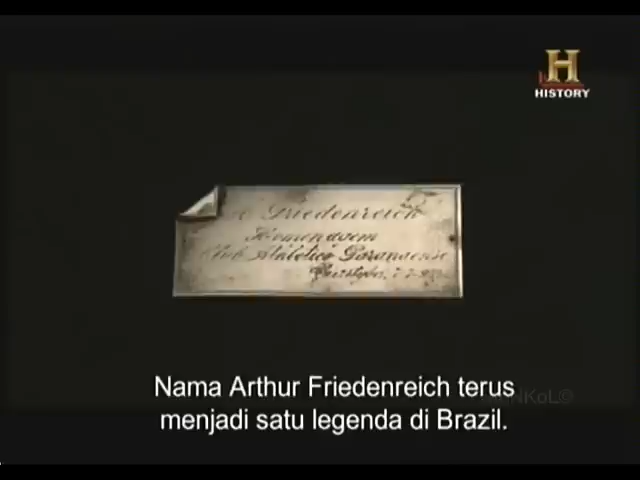 H
HISTORY
Friedenreich
Homenagem
Club Athletico Paranaense
Nama Arthur Friedenreich terus
menjadi satu legenda di Brazil.